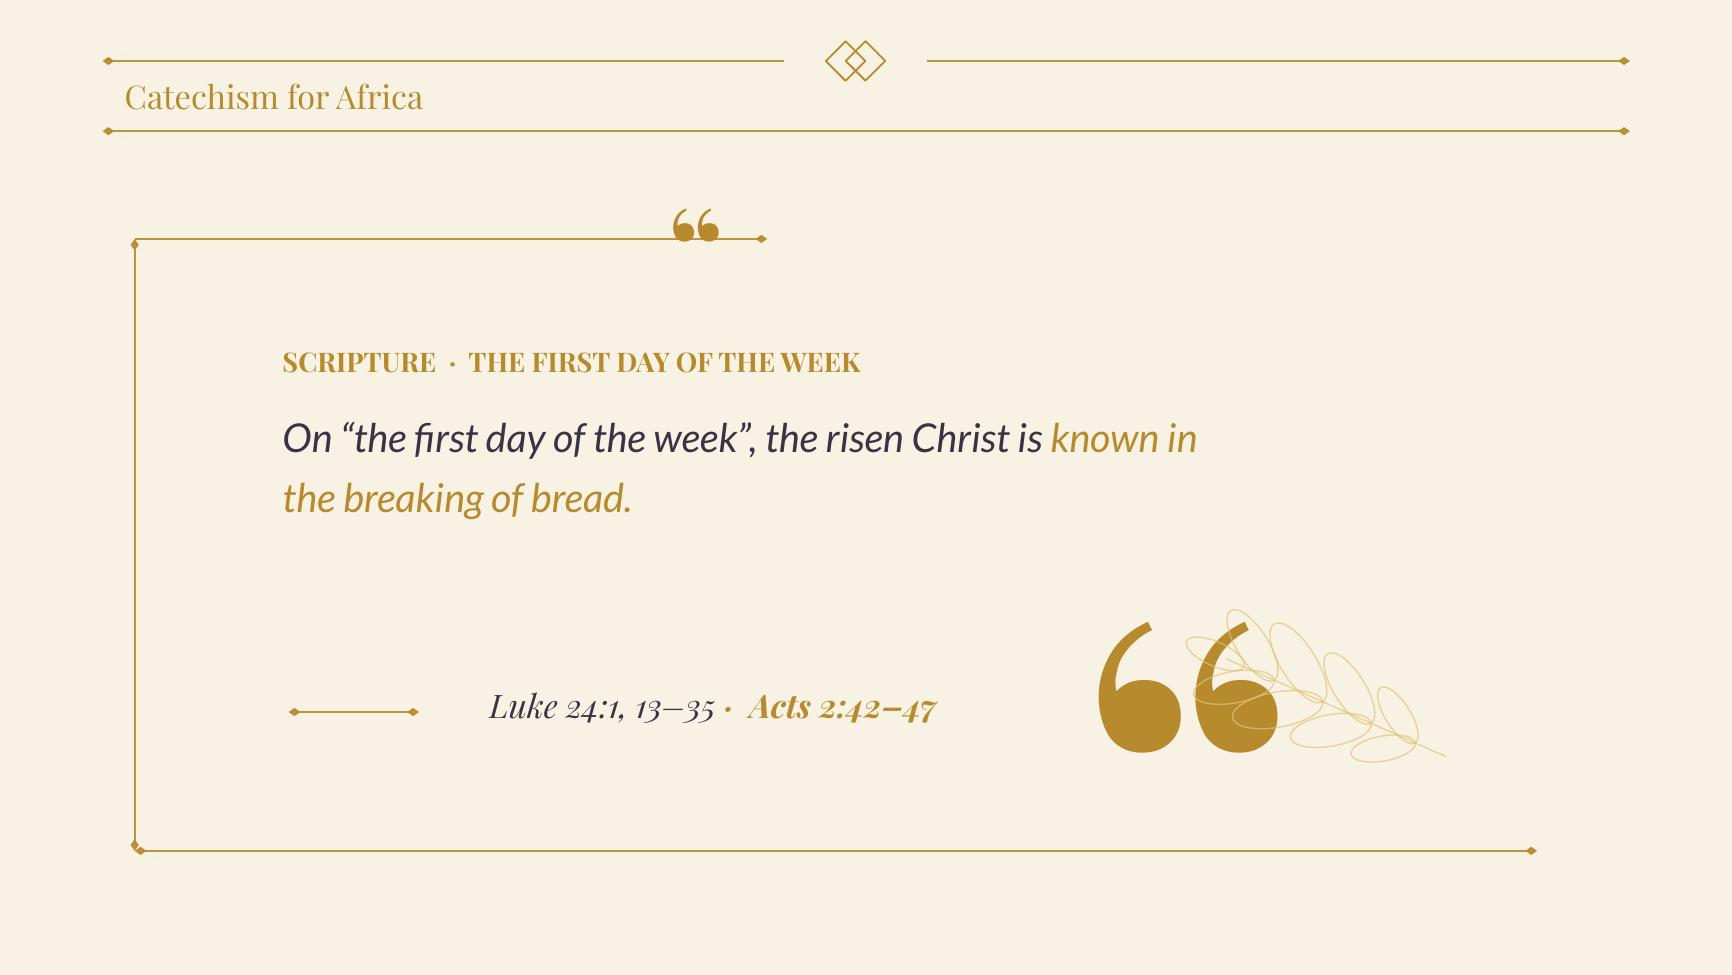 Catechism for Africa
SCRIPTURE · THE FIRST DAY OF THE WEEK
On “the first day of the week”, the risen Christ is known in
the breaking of bread.
Luke 24:1, 13–35 · Acts 2:42–47